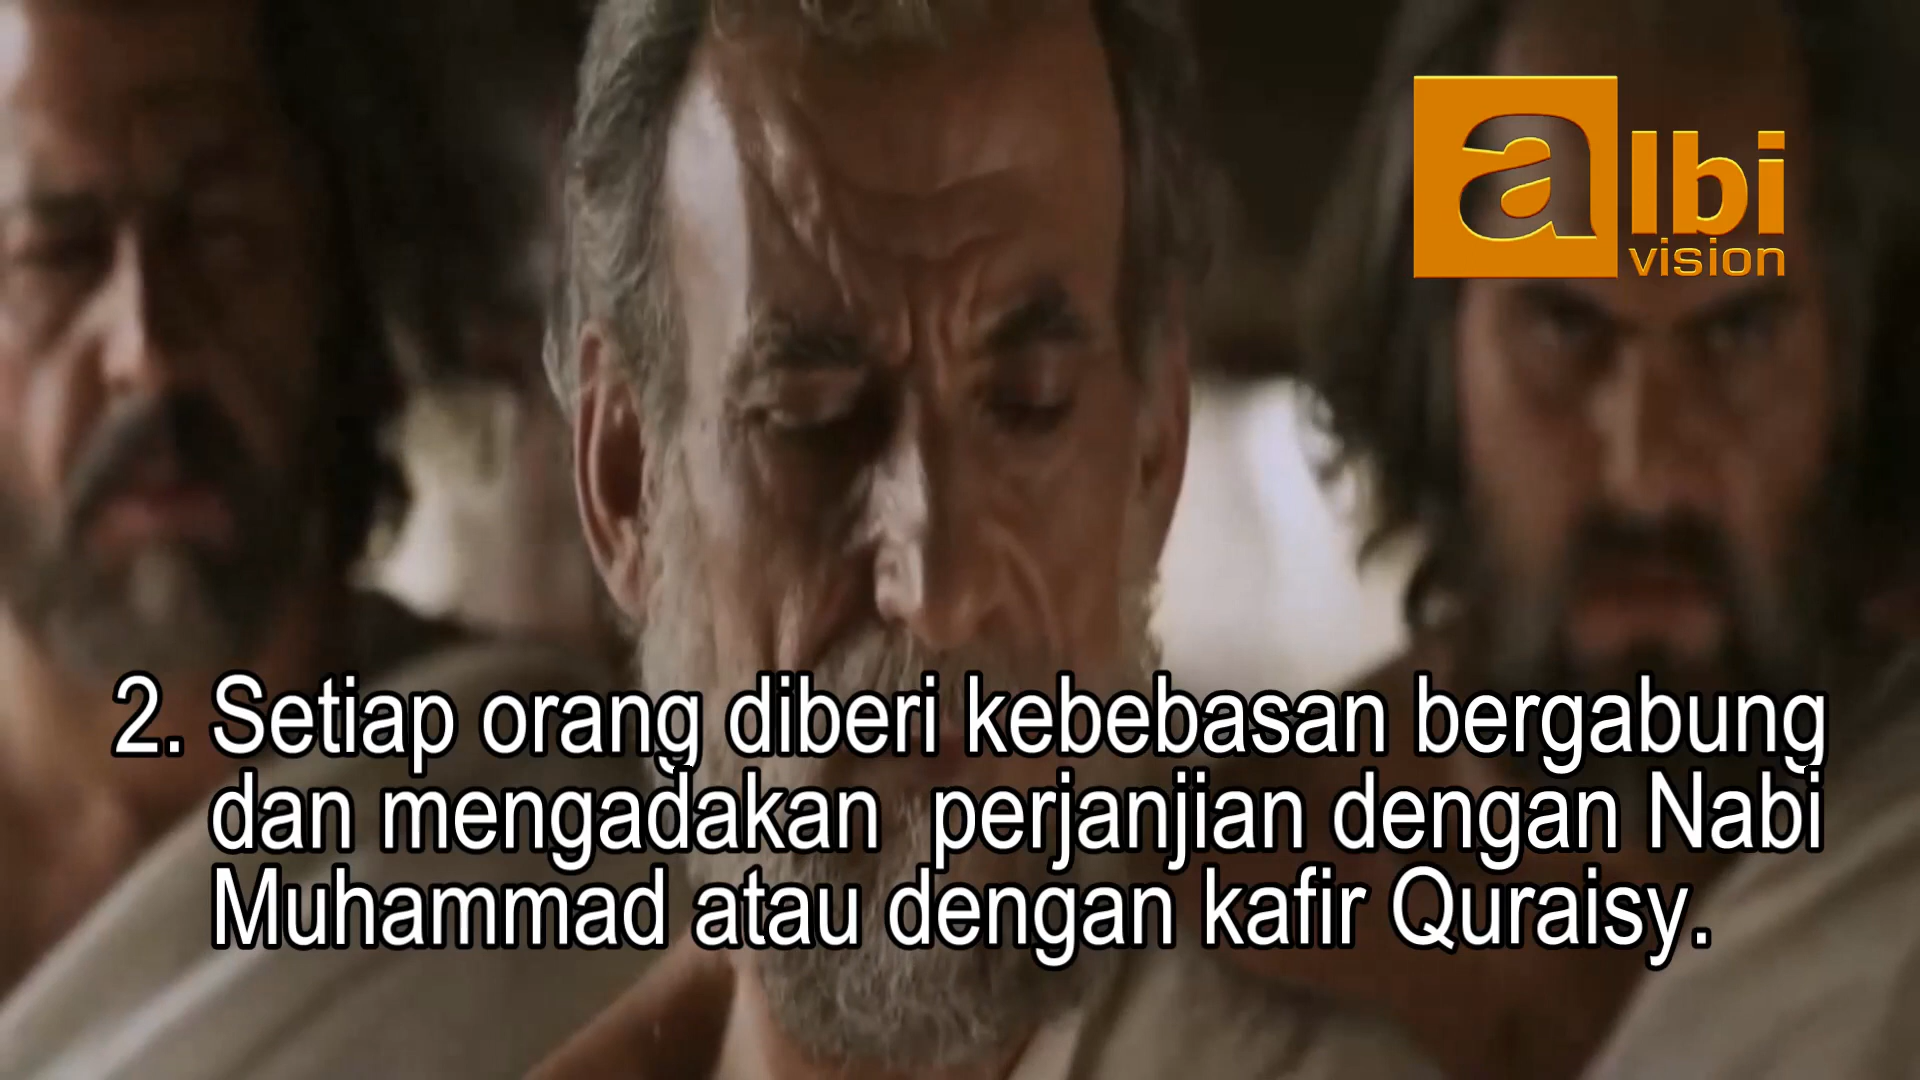 albi
vision
2. Setiap orang diberi kebebasan bergabung
dan mengadakan  perjanjian dengan Nabi
Muhammad atau dengan kafir Quraisy.